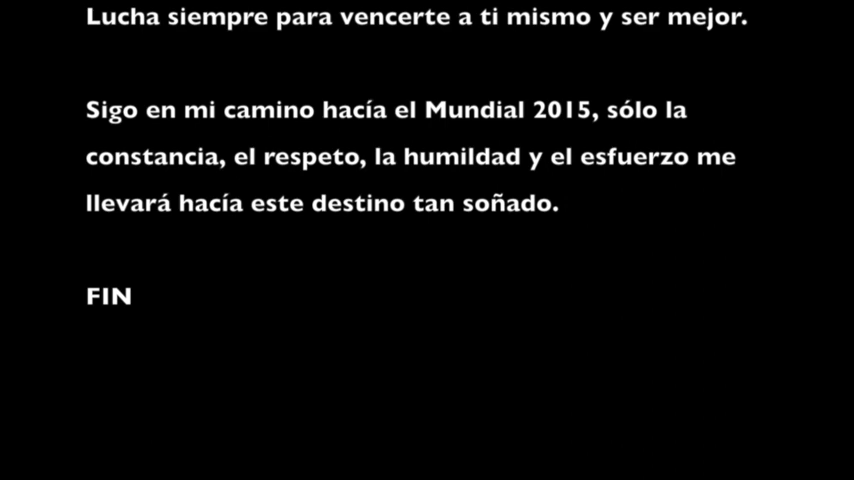 Lucha siempre para vencerte a ti mismo y ser mejor.
Sigo en mi camino hacía el Mundial 2015, sólo la
constancia, el respeto, la humildad y el esfuerzo me
llevará hacía este destino tan soñado.
FIN